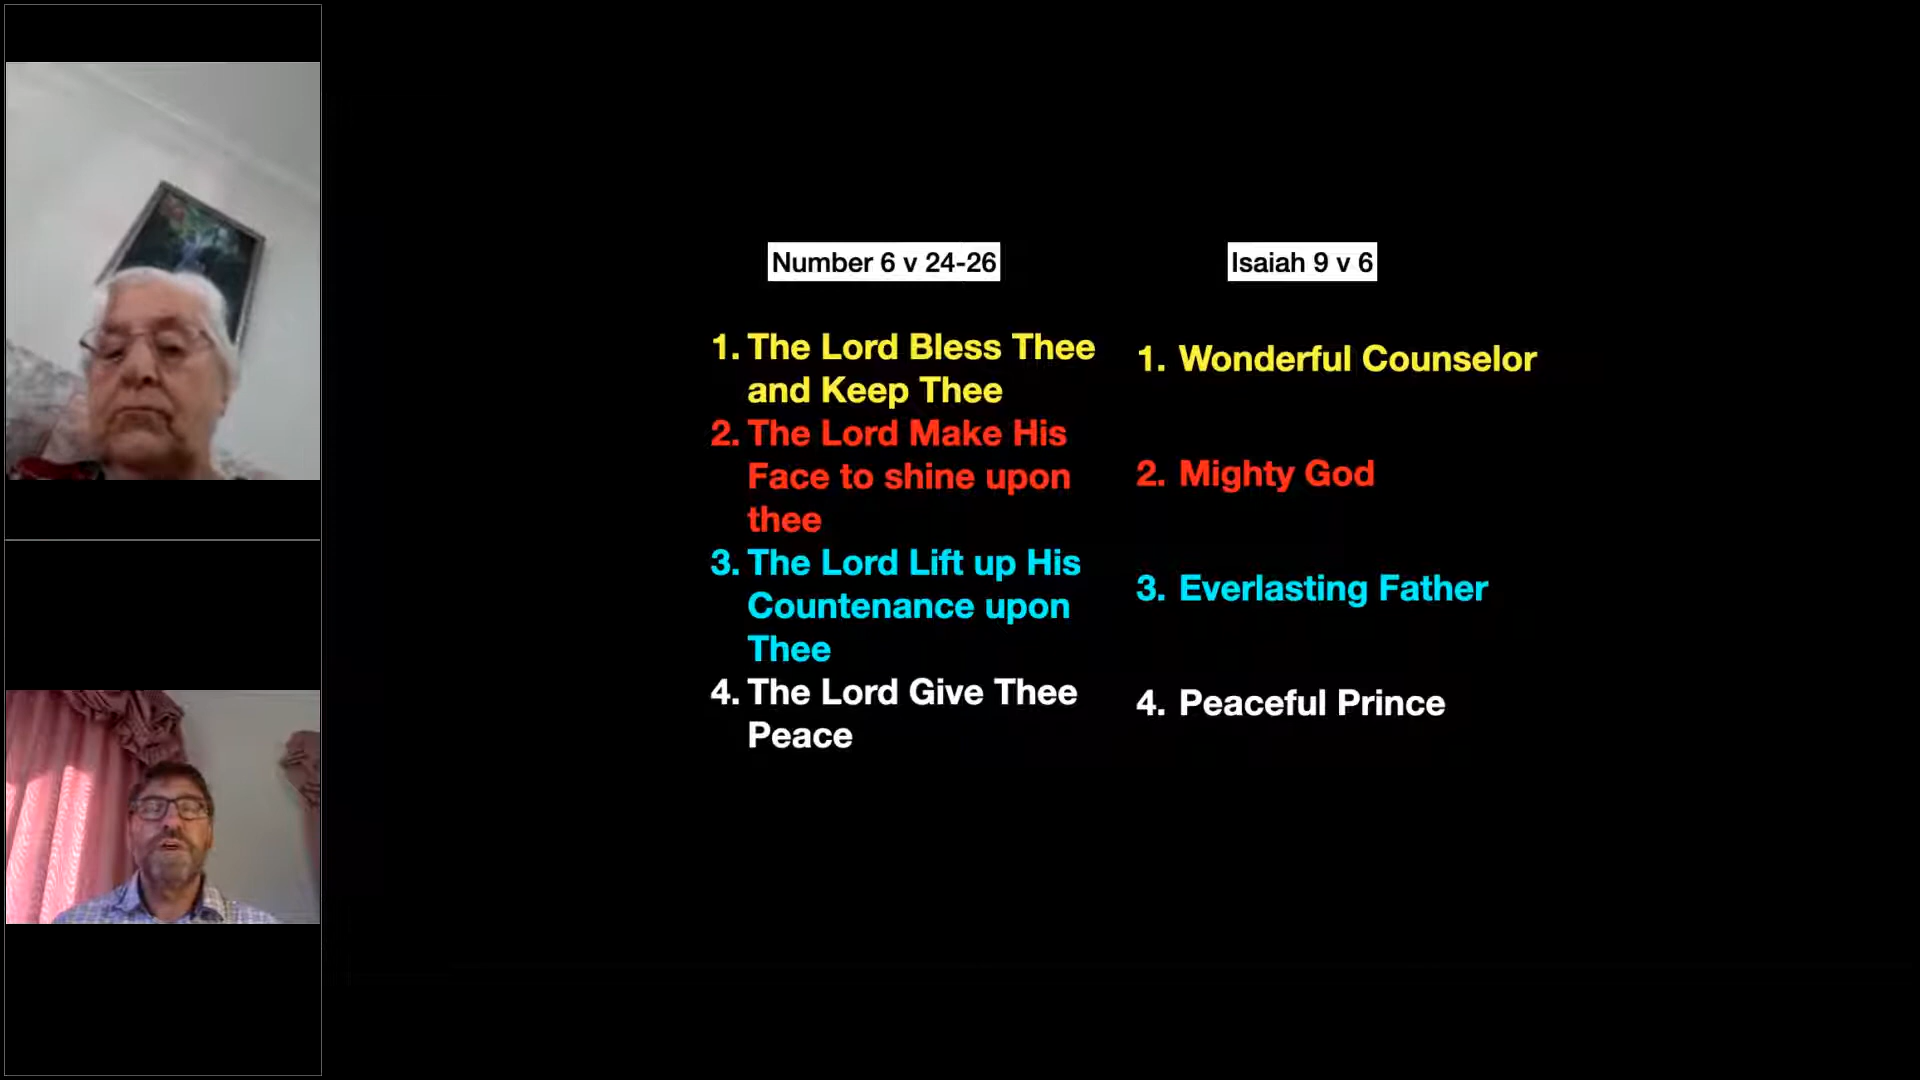 Number 6 v 24-26
1. The Lord Bless Thee
and Keep Thee
2. The Lord Make His
Face to shine upon
thee
3. The Lord Lift up His
Countenance upon
Thee
4. The Lord Give Thee
Peace
Isaiah 9 v 6
1. Wonderful Counselor
2. Mighty God
3. Everlasting Father
4. Peaceful Prince